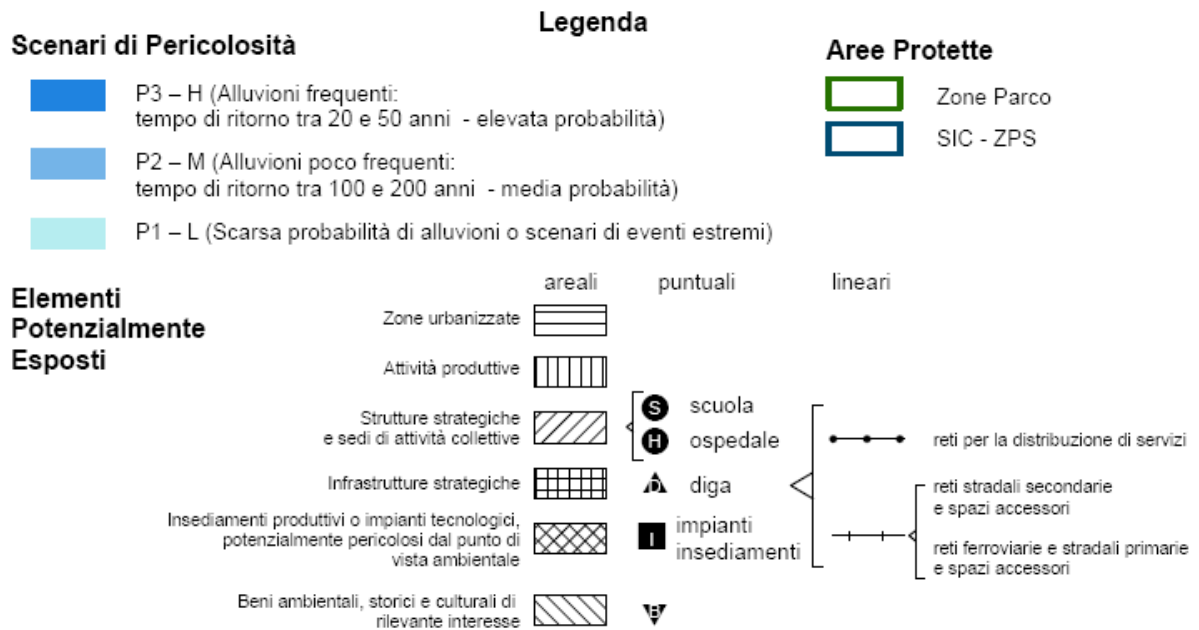 Legenda
Scenari di Pericolosità
P3 – H (Alluvioni frequenti:
tempo di ritorno tra 20 e 50 anni - elevata probabilità)
P2 – M (Alluvioni poco frequenti:
tempo di ritorno tra 100 e 200 anni - media probabilità)
P1 – L (Scarsa probabilità di alluvioni o scenari di eventi estremi)
Aree Protette
Zone Parco
SIC - ZPS
Elementi
Potenzialmente
Esposti
areali
puntuali
lineari
Zone urbanizzate
Attività produttive
Strutture strategiche
e sedi di attività collettive
S scuola
H ospedale
Infrastrutture strategiche
D diga
Insediamenti produttivi o impianti tecnologici,
potenzialmente pericolosi dal punto di
vista ambientale
I impianti
insediamenti
Beni ambientali, storici e culturali di
rilevante interesse
B
reti per la distribuzione di servizi
reti stradali secondarie
e spazi accessori
reti ferroviarie e stradali primarie
e spazi accessori